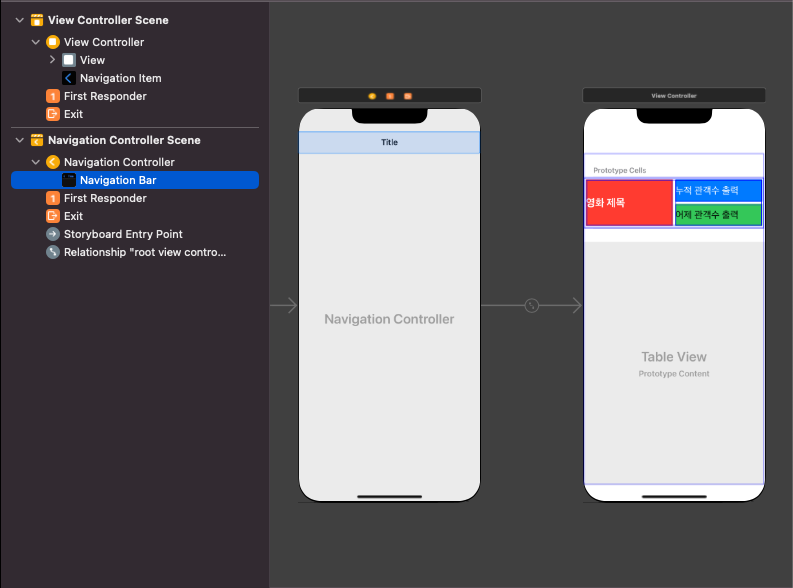 View Controller Scene
View Controller
View
Navigation Item
First Responder
Exit
Navigation Controller Scene
Navigation Controller
Navigation Bar
First Responder
Exit
Storyboard Entry Point
Relationship "root view contro...
Title
Navigation Controller
View Controller
Prototype Cells
영화 제목
누적 관객수 출력
어제 관객수 출력
Table View
Prototype Content